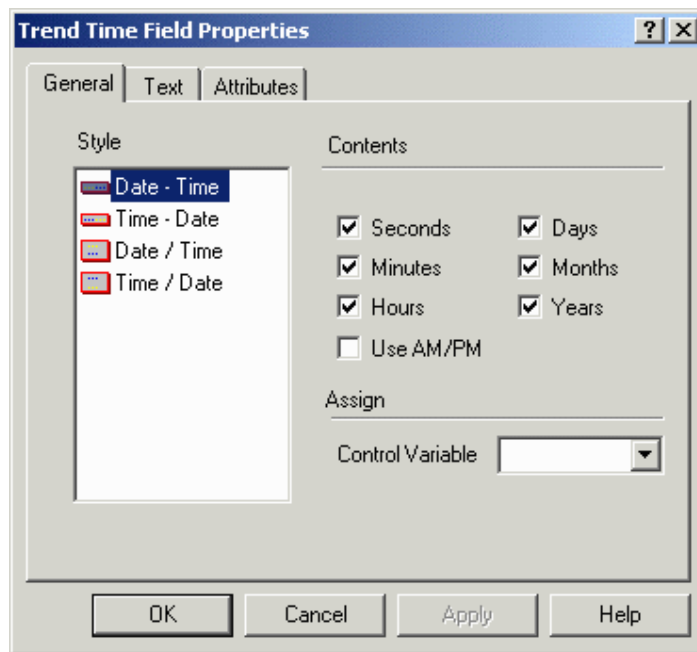 Trend Time Field Properties
General Text Attributes
Style
Date - Time
Time - Date
Date / Time
Time / Date
Contents
Seconds Days
Minutes Months
Hours Years
Use AM/PM
Assign
Control Variable
OK Cancel Apply Help